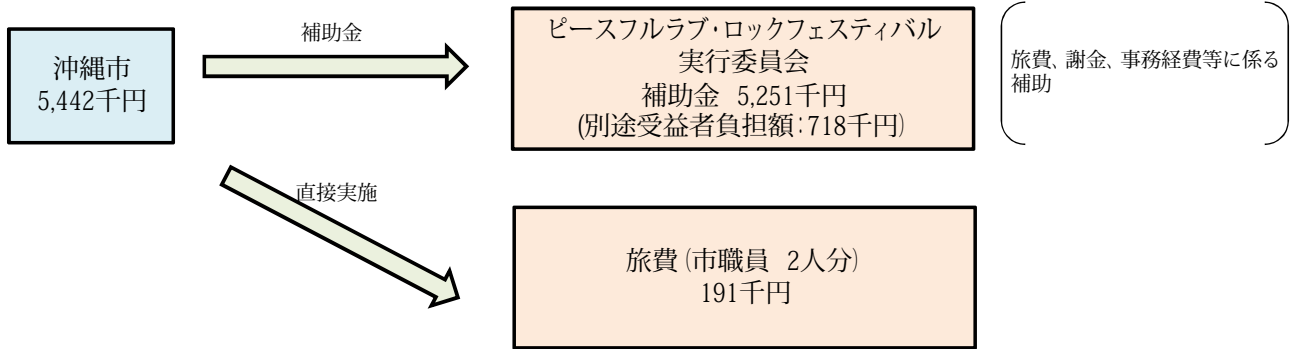 沖縄市
5,442千円
補助金
ピースフルラブ・ロックフェスティバル
実行委員会
補助金 5,251千円
(別途受益者負担額:718千円)
旅費、謝金、事務経費等に係る
補助
直接実施
旅費(市職員 2人分)
191千円